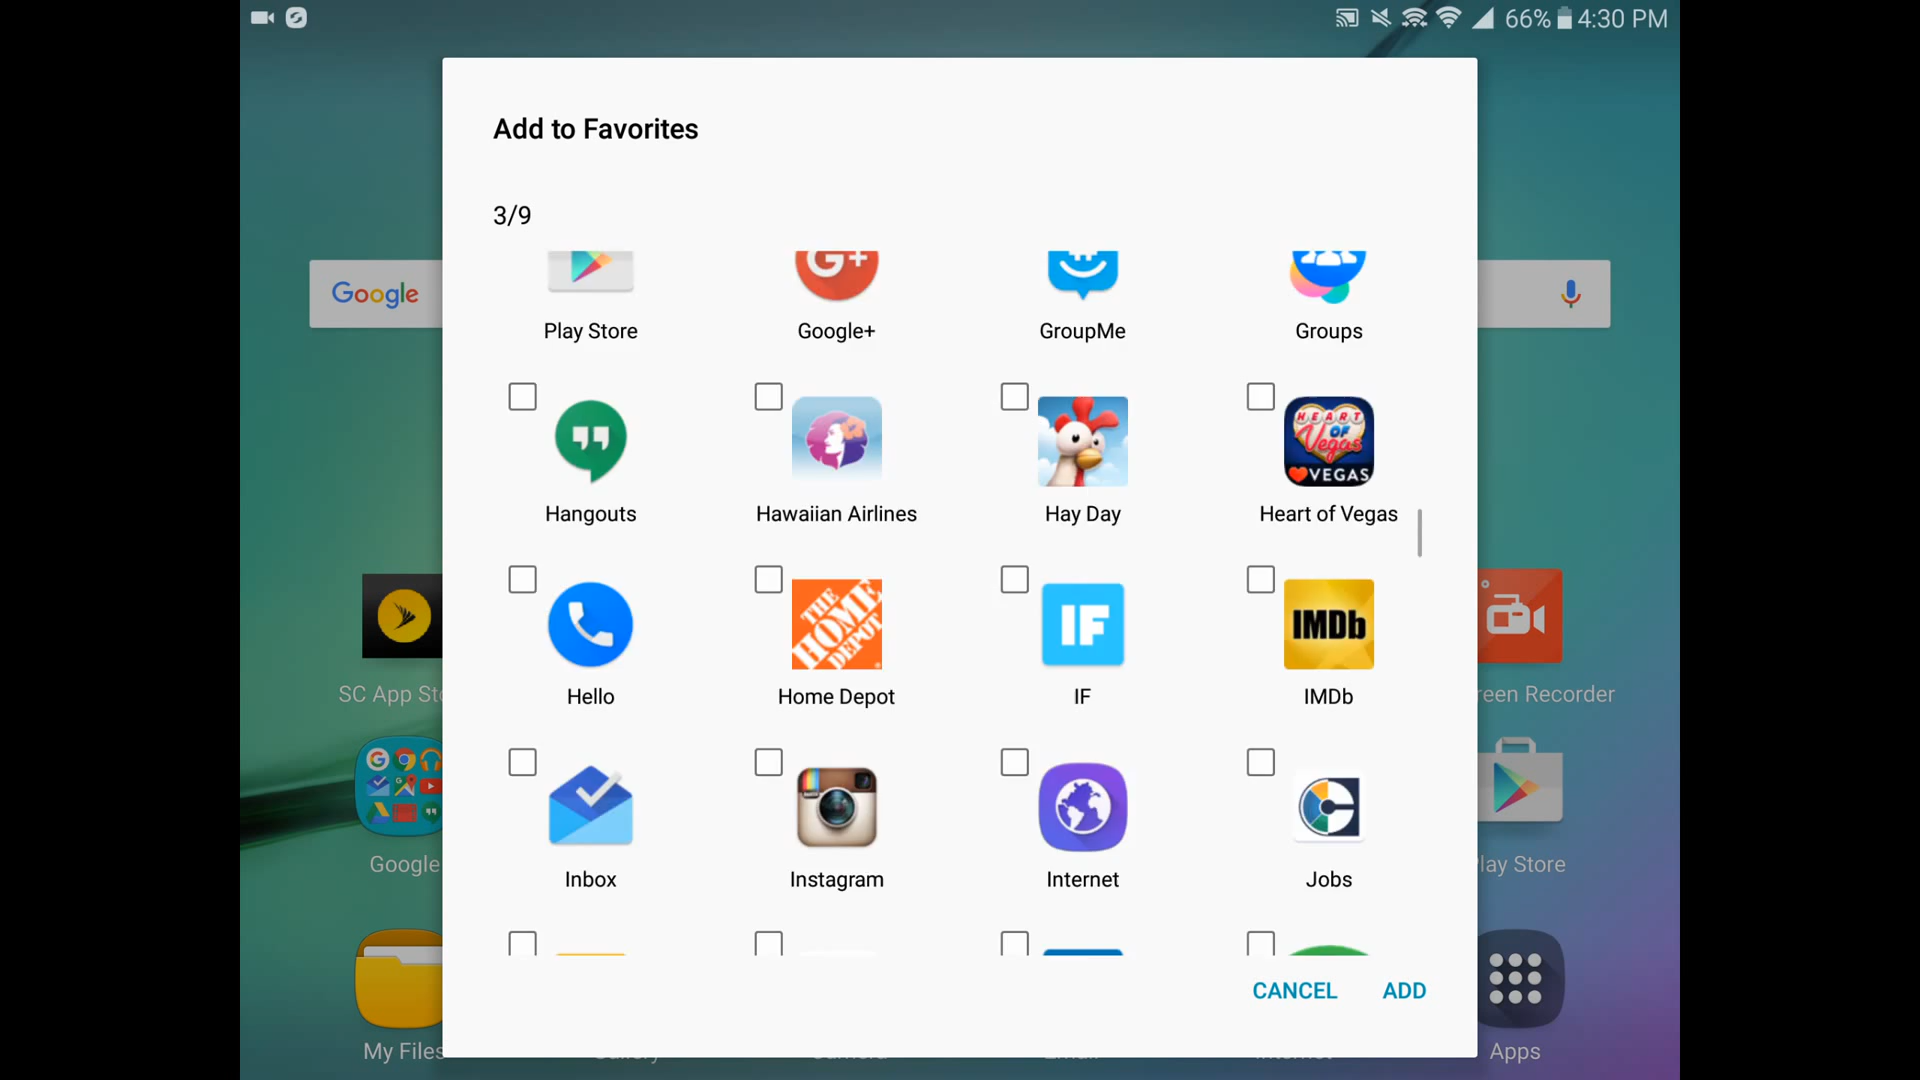 66% 4:30 PM
Add to Favorites
3/9
Google
G+
Play Store Google+ GroupMe Groups
HEART OF Vegas
VEGAS
Hangouts Hawaiian Airlines Hay Day Heart of Vegas
THE HOME DEPOT
IF
IMDb
SC App Sto
reen Recorder
Hello Home Depot IF IMDb
Google
lay Store
Inbox Instagram Internet Jobs
CANCEL ADD
My Files
Apps